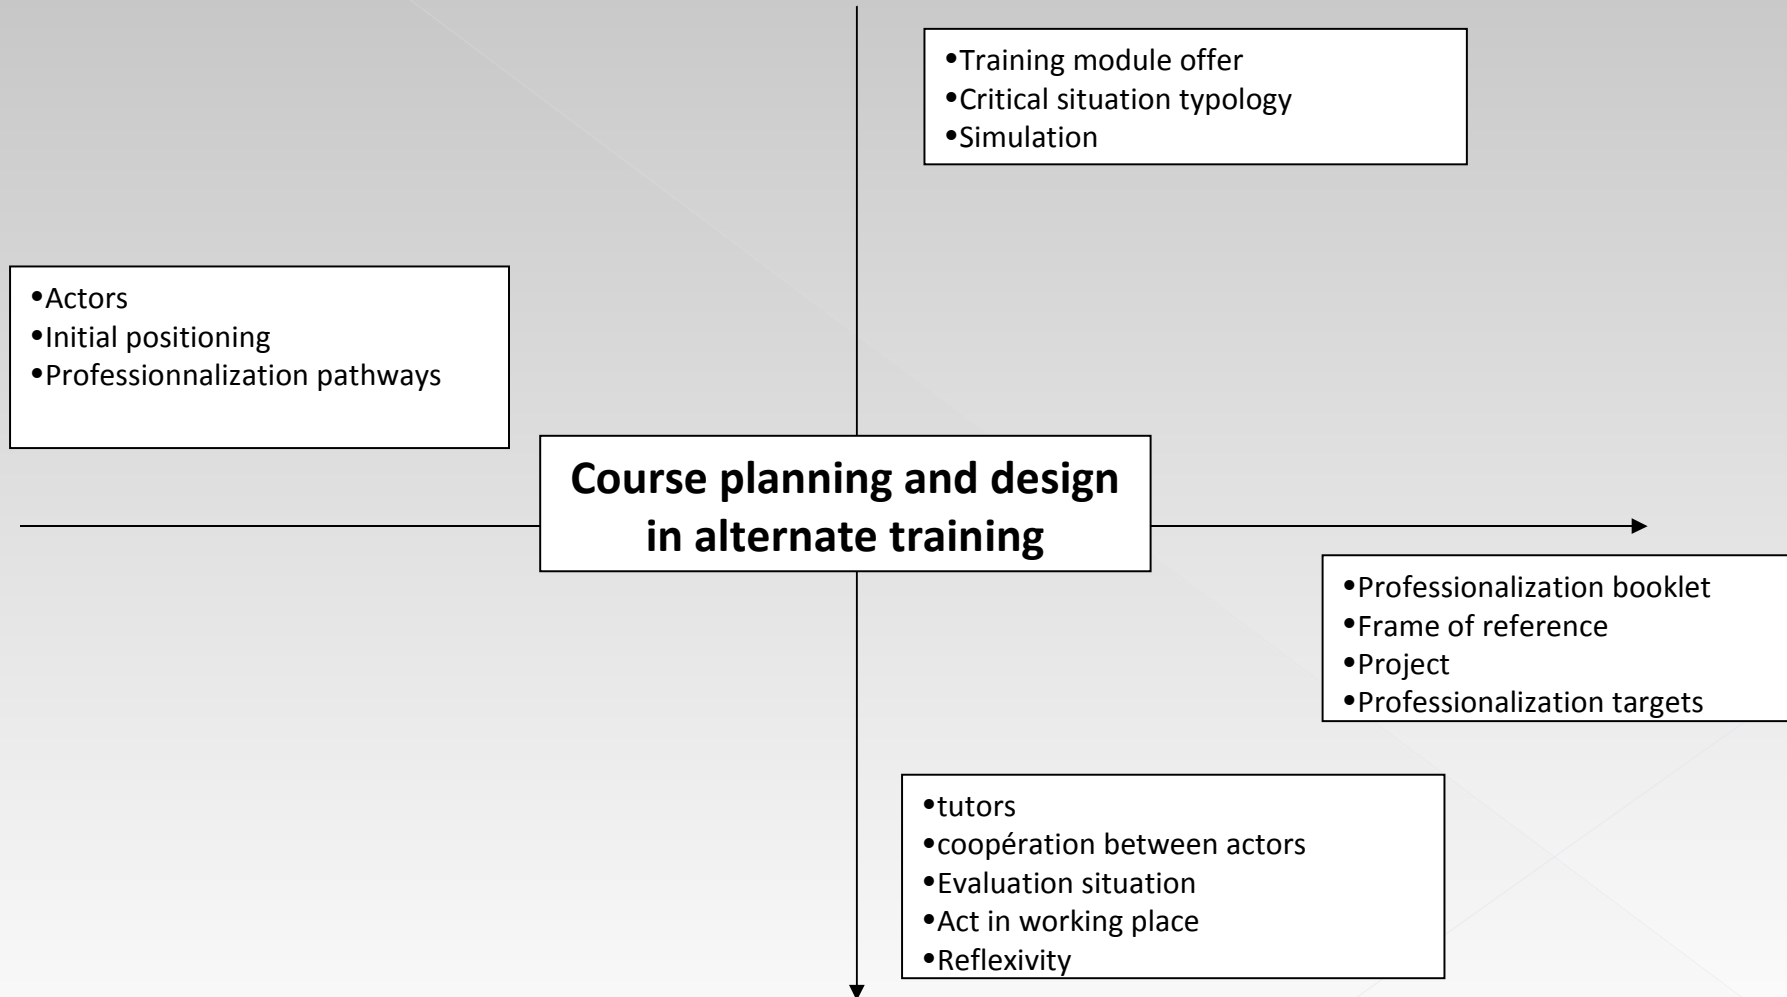 •Training module offer
•Critical situation typology
•Simulation
•Actors
•Initial positioning
•Professionnalization pathways
Course planning and design
in alternate training
•Professionalization booklet
•Frame of reference
•Project
•Professionalization targets
•tutors
•coopération between actors
•Evaluation situation
•Act in working place
•Reflexivity